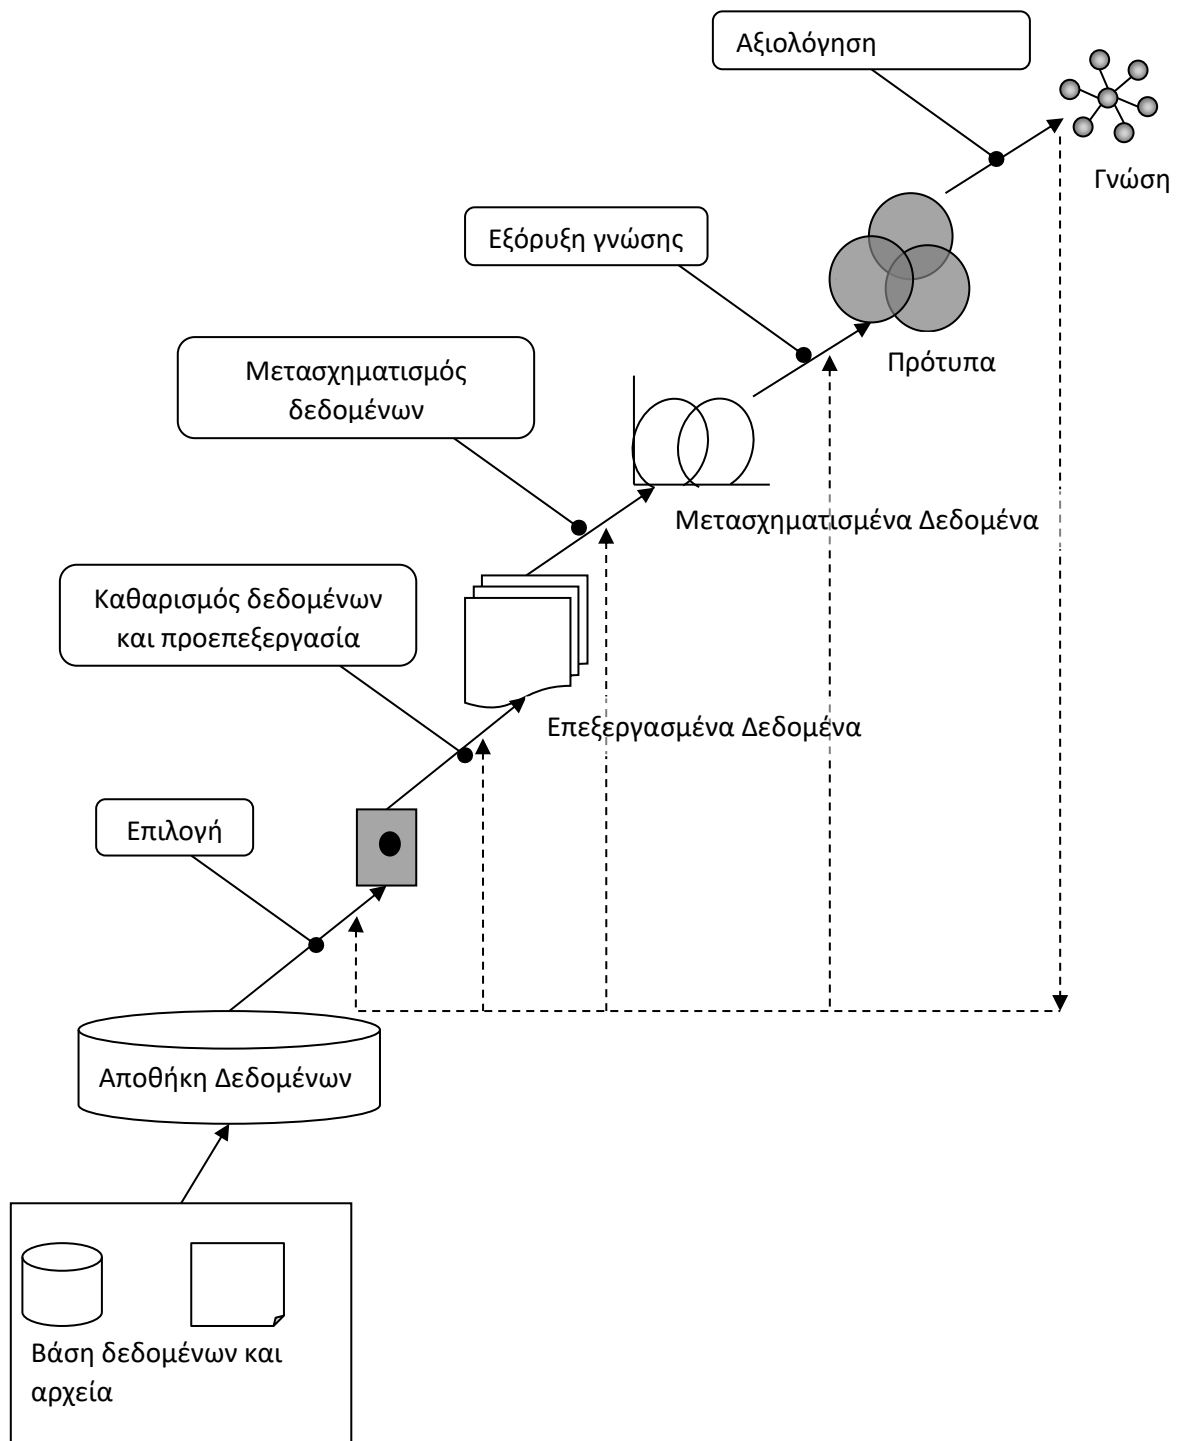 Αξιολόγηση
Γνώση
Εξόρυξη γνώσης
Πρότυπα
Μετασχηματισμός
δεδομένων
Μετασχηματισμένα Δεδομένα
Καθαρισμός δεδομένων
και προεπεξεργασία
Επεξεργασμένα Δεδομένα
Επιλογή
Αποθήκη Δεδομένων
Βάση δεδομένων και
αρχεία